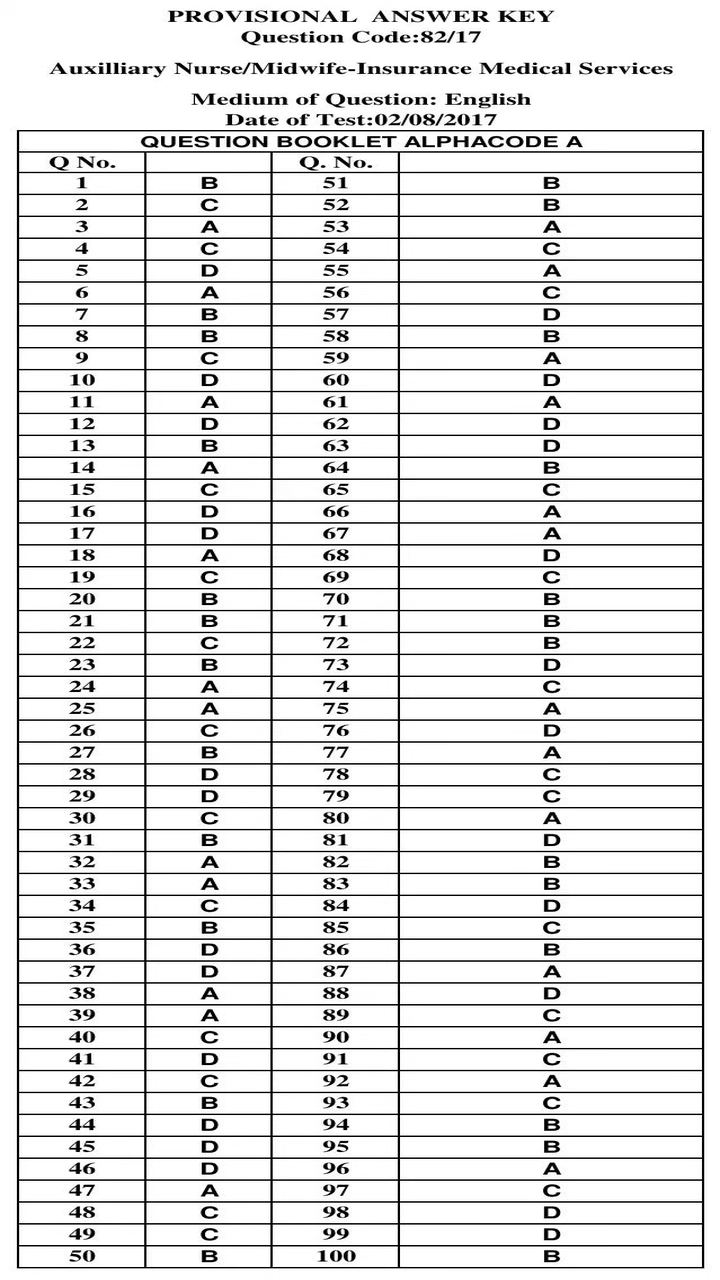 PROVISIONAL ANSWER KEY
Question Code:82/17
Auxilliary Nurse/Midwife-Insurance Medical Services
Medium of Question: English
Date of Test:02/08/2017
QUESTION BOOKLET ALPHACODE A
Q No. Q. No.
1 B 51 B
2 C 52 B
3 A 53 A
4 C 54 C
5 D 55 A
6 A 56 C
7 B 57 D
8 B 58 B
9 C 59 A
10 D 60 D
11 A 61 A
12 D 62 D
13 B 63 D
14 A 64 B
15 C 65 C
16 D 66 A
17 D 67 A
18 A 68 D
19 C 69 C
20 B 70 B
21 B 71 B
22 C 72 B
23 B 73 D
24 A 74 C
25 A 75 A
26 C 76 D
27 B 77 A
28 D 78 C
29 D 79 C
30 C 80 A
31 B 81 D
32 A 82 B
33 A 83 B
34 C 84 D
35 B 85 C
36 D 86 B
37 D 87 A
38 A 88 D
39 A 89 C
40 C 90 A
41 D 91 C
42 C 92 A
43 B 93 C
44 D 94 B
45 D 95 B
46 D 96 A
47 A 97 C
48 C 98 D
49 C 99 D
50 B 100 B